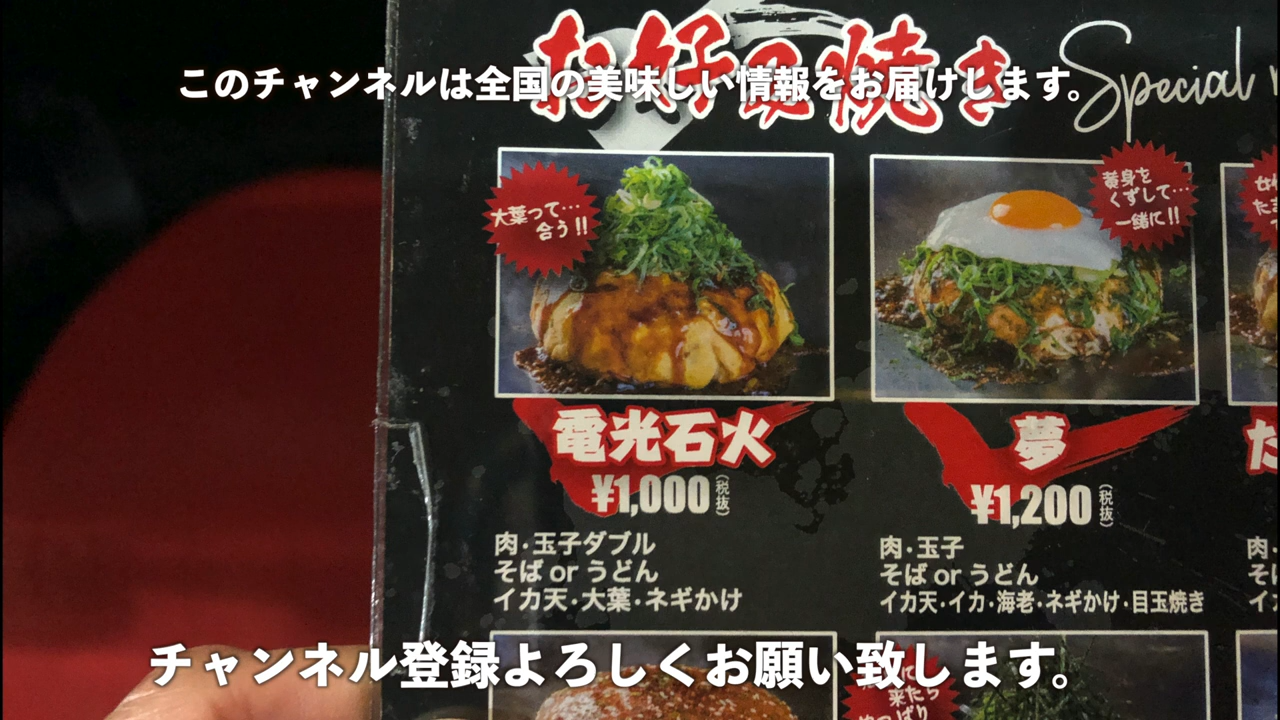 お好み焼き Special
このチャンネルは全国の美味しい情報をお届けします。
大葉って…
合う!!
黄身を
くずして…
一緒に!!
電光石火
¥1,000(税抜)
肉・玉子ダブル
そば or うどん
イカ天・大葉・ネギかけ
夢
¥1,200(税抜)
肉・玉子
そば or うどん
イカ天・イカ・海老・ネギかけ・目玉焼き
チャンネル登録よろしくお願い致します。
来たら